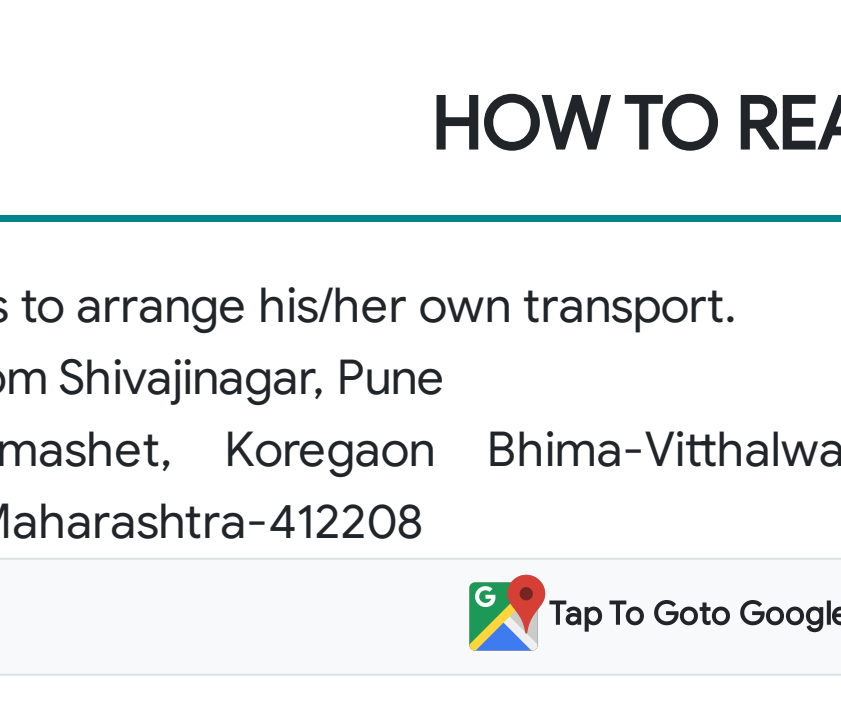 HOW TO REA
s to arrange his/her own transport.
om Shivajinagar, Pune
mashet, Koregaon Bhima-Vitthalwa
Maharashtra-412208
G Tap To Goto Google